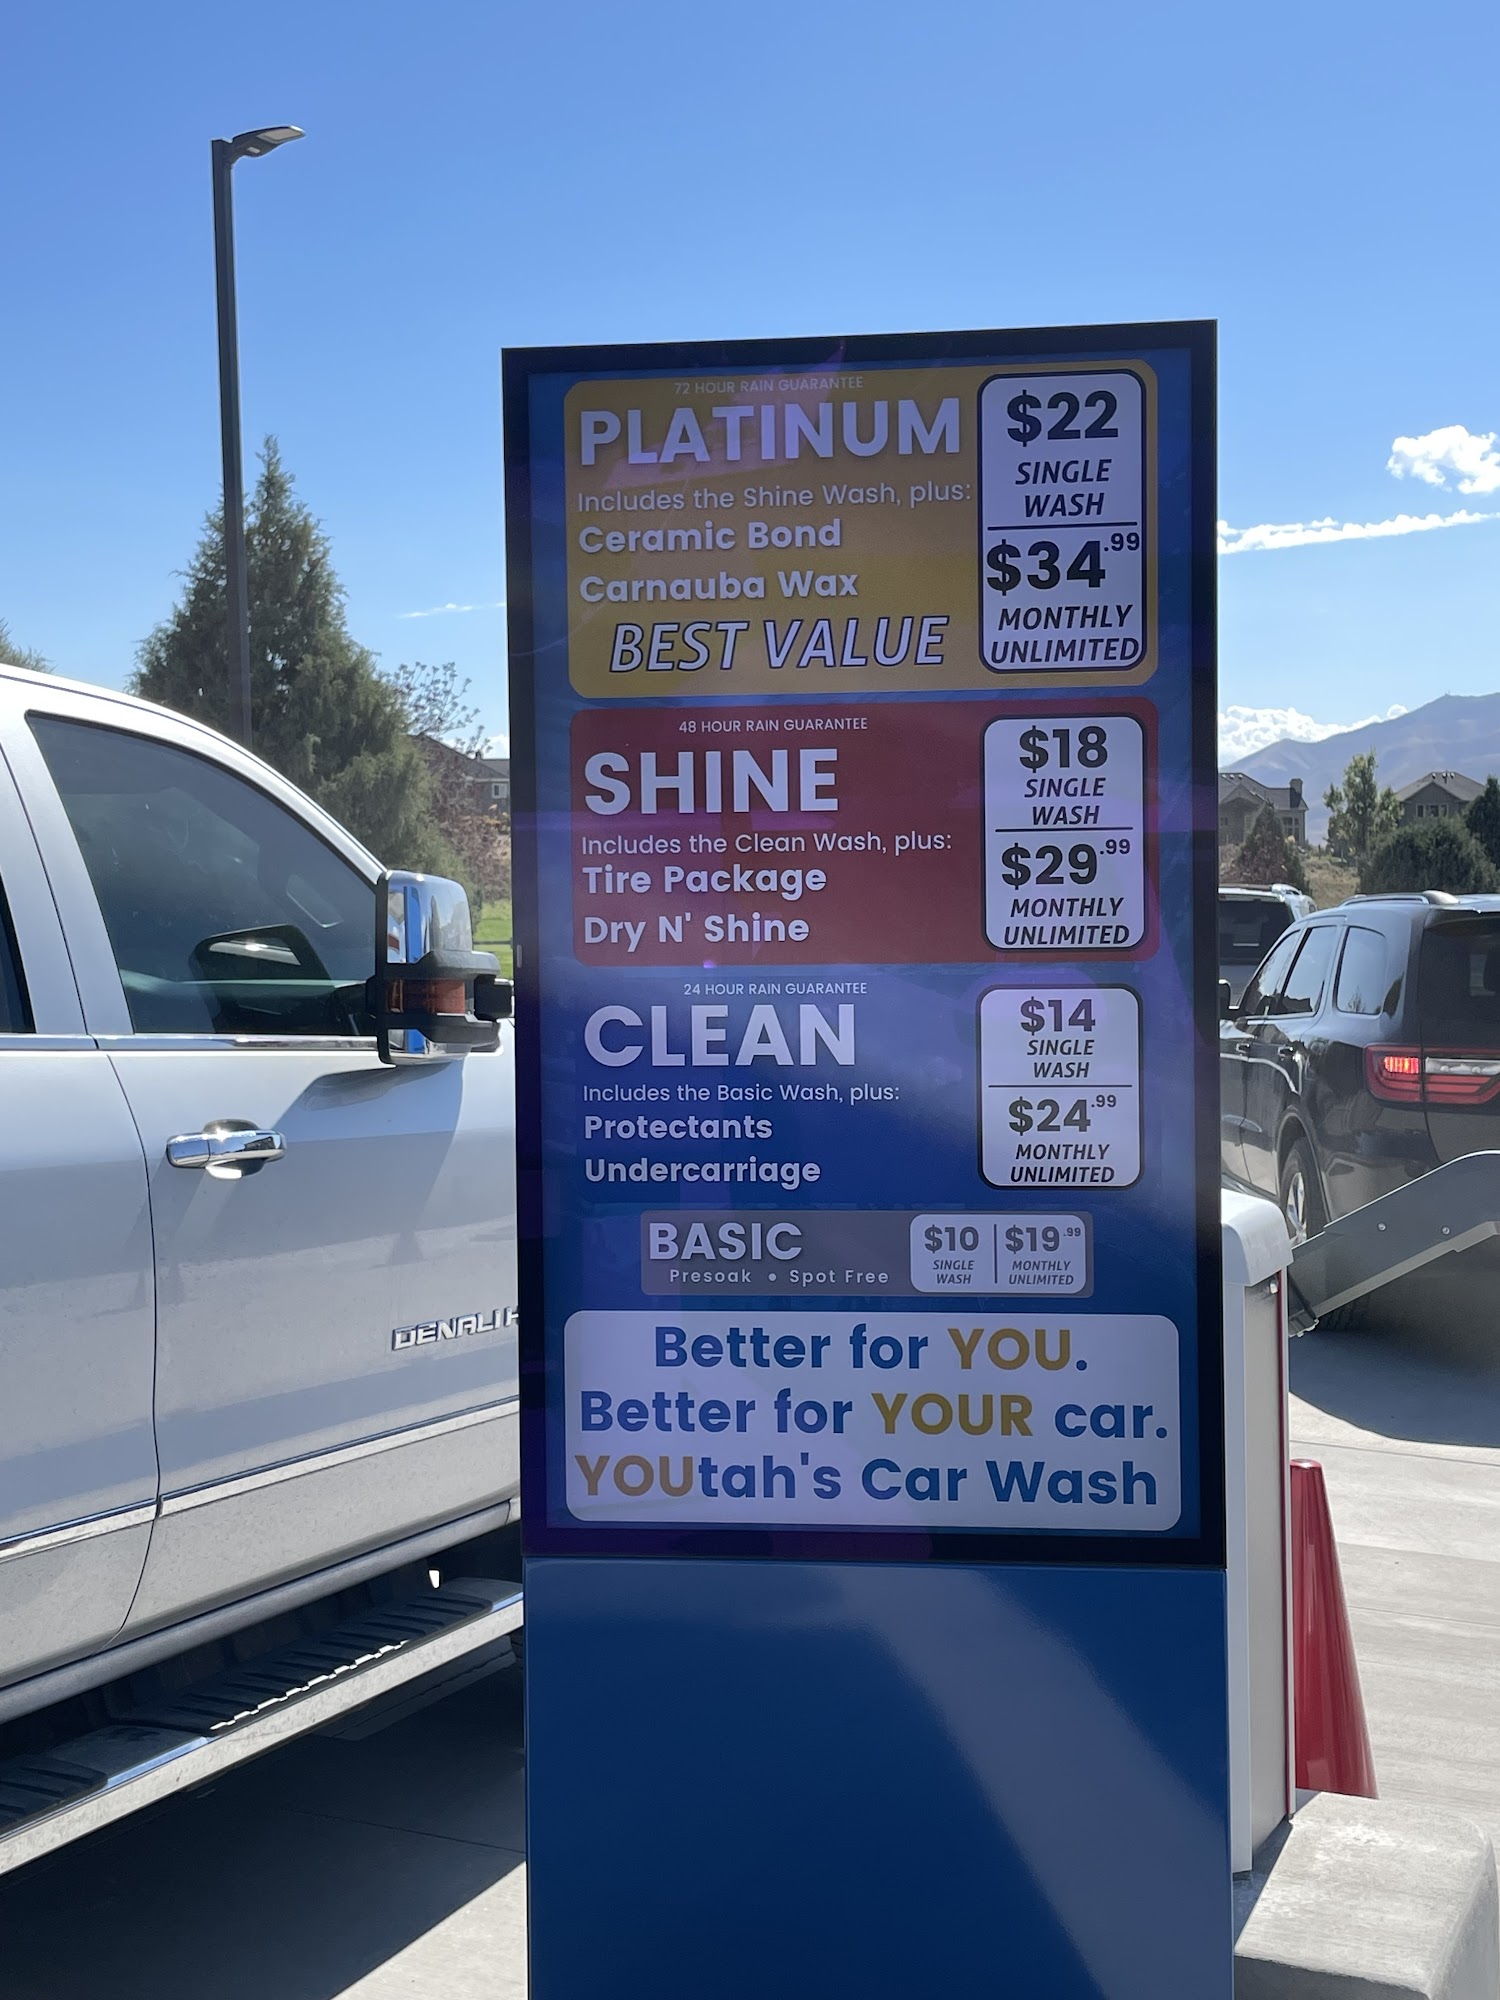 72 HOUR RAIN GUARANTEE
PLATINUM
Includes the Shine Wash, plus:
Ceramic Bond
Carnauba Wax
BEST VALUE
$22
SINGLE
WASH
$34.99
MONTHLY
UNLIMITED
48 HOUR RAIN GUARANTEE
SHINE
Includes the Clean Wash, plus:
Tire Package
Dry N' Shine
$18
SINGLE
WASH
$29.99
MONTHLY
UNLIMITED
24 HOUR RAIN GUARANTEE
CLEAN
Includes the Basic Wash, plus:
Protectants
Undercarriage
$14
SINGLE
WASH
$24.99
MONTHLY
UNLIMITED
BASIC
Presoak • Spot Free
$10
SINGLE
WASH
$19.99
MONTHLY
UNLIMITED
Better for YOU.
Better for YOUR car.
YOUtah's Car Wash
DENALI H